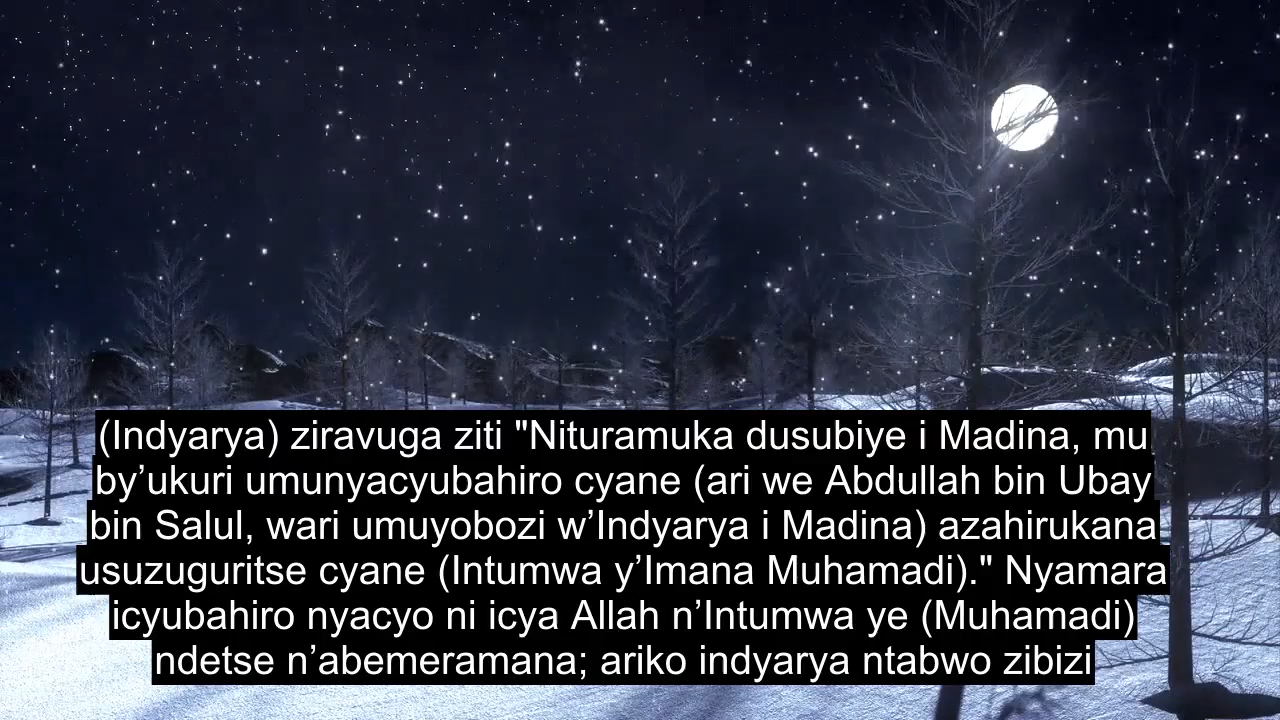 (Indyarya) ziravuga ziti "Nituramuka dusubiye i Madina, mu
by’ukuri umunyacyubahiro cyane (ari we Abdullah bin Ubay
bin Salul, wari umuyobozi w’Indyarya i Madina) azahirukana
usuzuguritse cyane (Intumwa y’Imana Muhamadi)." Nyamara
icyubahiro nyacyo ni icya Allah n’Intumwa ye (Muhamadi)
ndetse n’abemeramana; ariko indyarya ntabwo zibizi